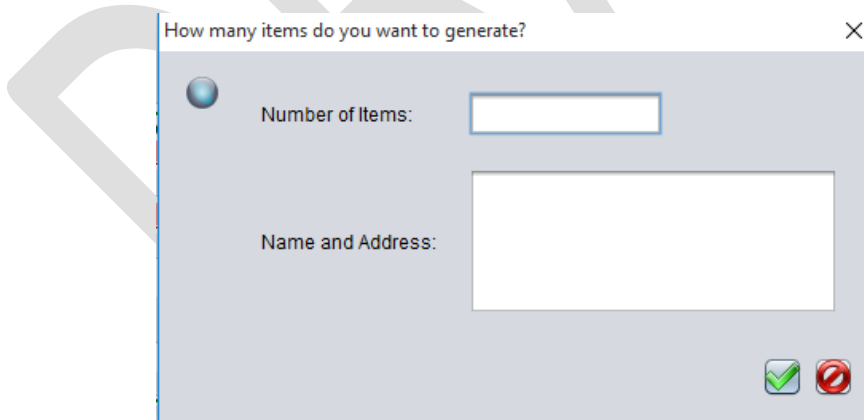 How many items do you want to generate?
Number of Items:
Name and Address: